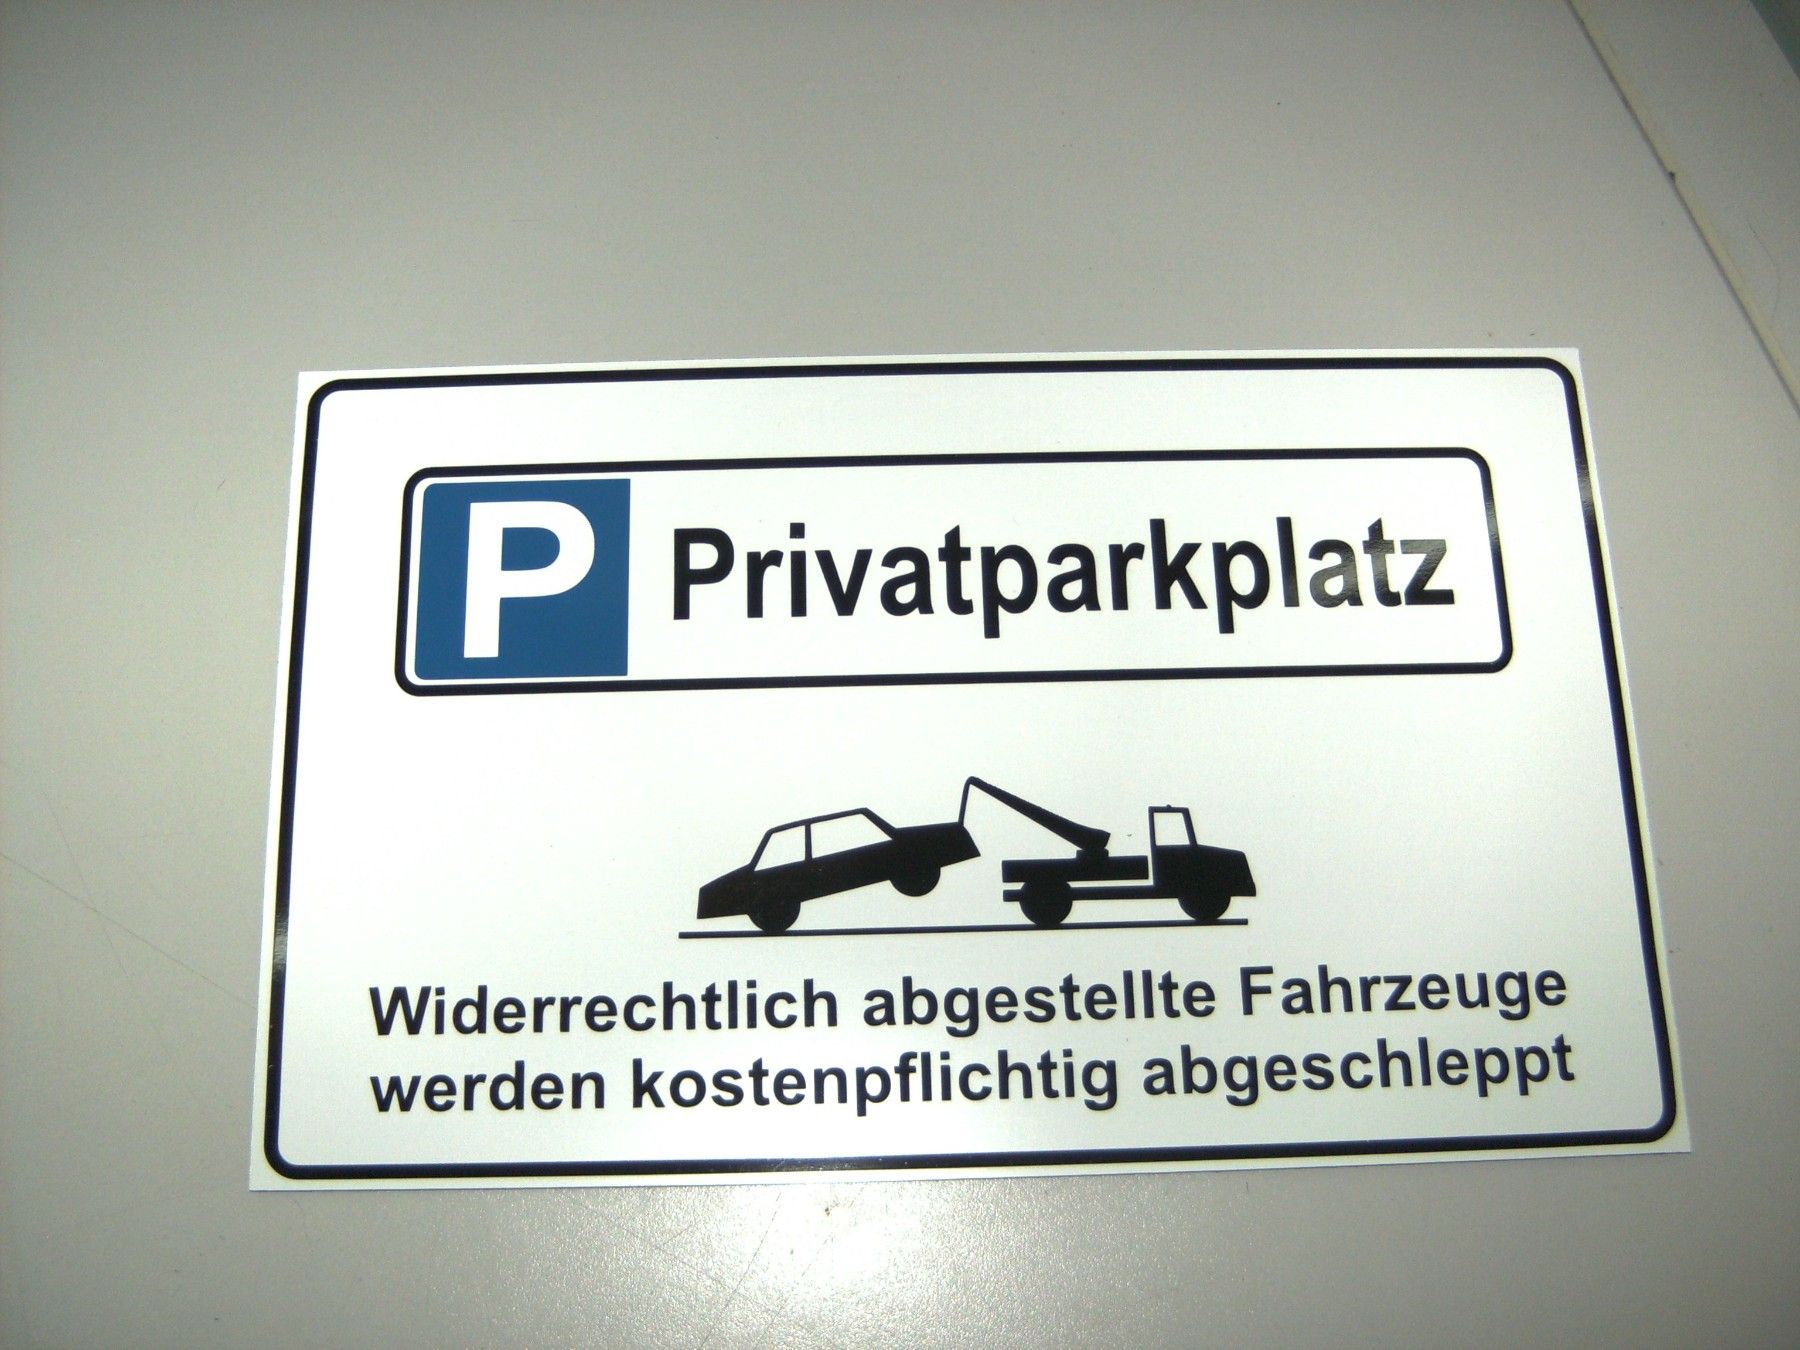 P Privatparkplatz
Widerrechtlich abgestellte Fahrzeuge
werden kostenpflichtig abgeschleppt